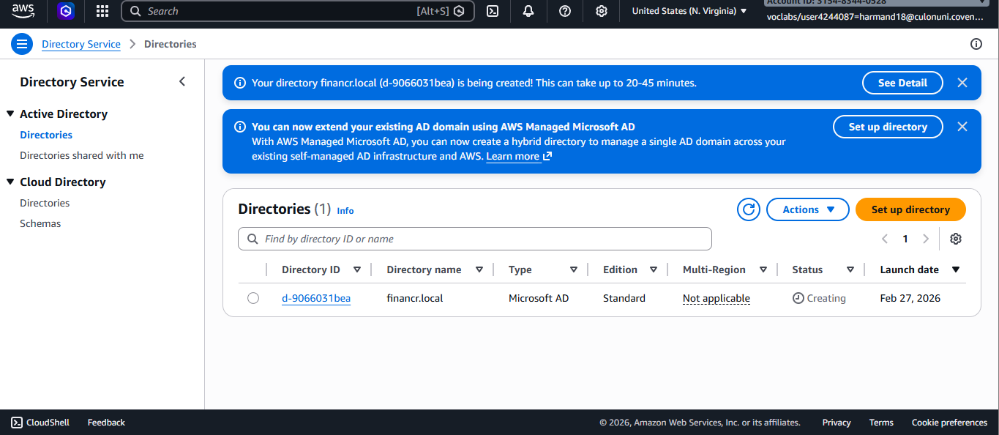 aws
Search [Alt+S]
United States (N. Virginia)
Account ID: 3154-8344-0528
voclabs/user4244087=harmand18@culonuni.coven...
Directory Service > Directories
Directory Service
Active Directory
Directories
Directories shared with me
Cloud Directory
Directories
Schemas
Your directory financr.local (d-9066031bea) is being created! This can take up to 20-45 minutes.
See Detail
You can now extend your existing AD domain using AWS Managed Microsoft AD
With AWS Managed Microsoft AD, you can now create a hybrid directory to manage a single AD domain across your
existing self-managed AD infrastructure and AWS. Learn more
Set up directory
Directories (1) Info
Actions
Set up directory
Find by directory ID or name
1
Directory ID Directory name Type Edition Multi-Region Status Launch date
d-9066031bea financr.local Microsoft AD Standard Not applicable Creating Feb 27, 2026
CloudShell Feedback © 2026, Amazon Web Services, Inc. or its affiliates. Privacy Terms Cookie preferences